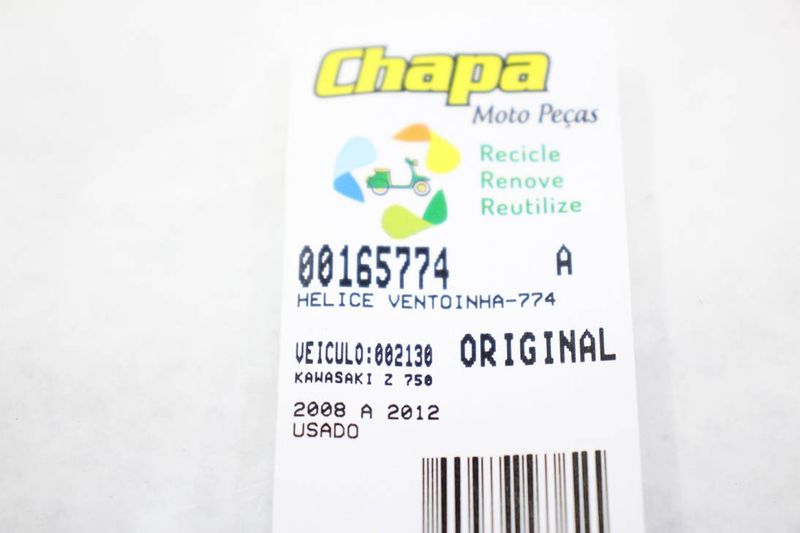 Chapa
Moto Peças
Recicle
Renove
Reutilize
00165774 A
HELICE VENTOINHA-774
VEICULO:002130 ORIGINAL
KAWASAKI Z 750
2008 A 2012
USADO